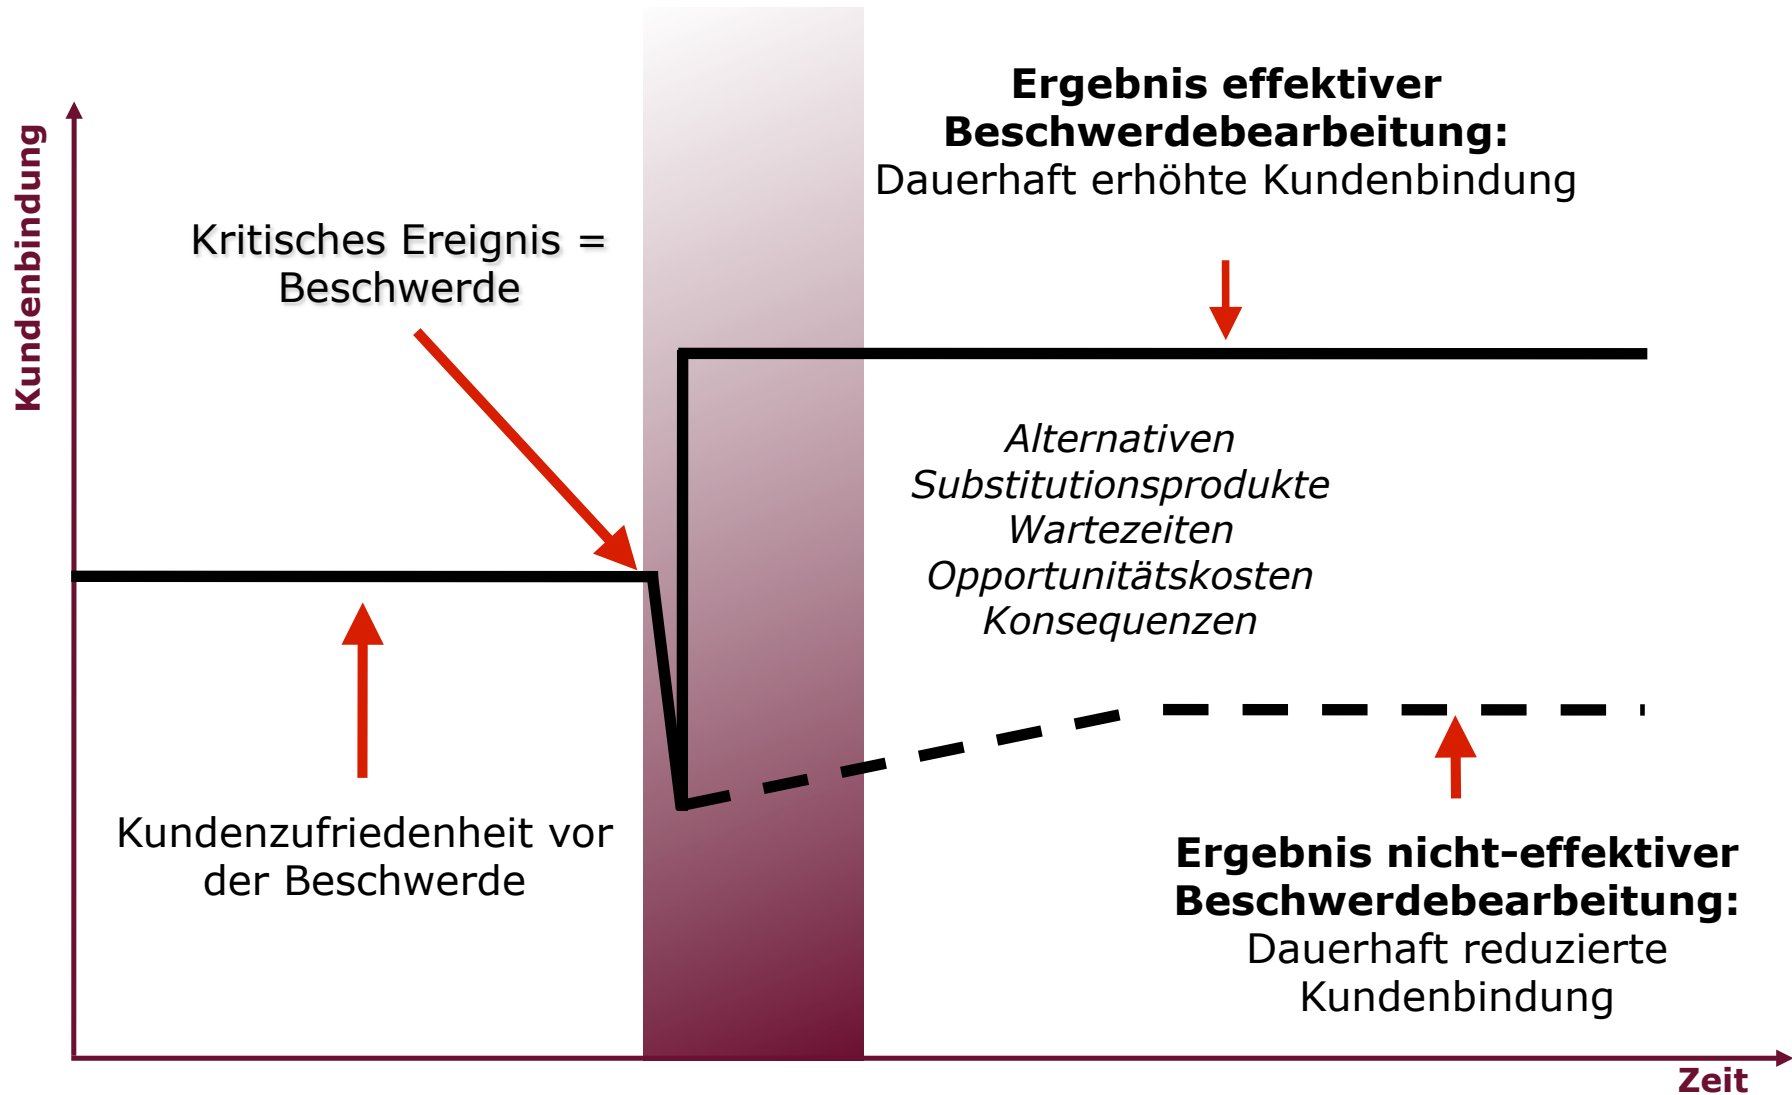 Kundenbindung
Kritisches Ereignis =
Beschwerde
Ergebnis effektiver
Beschwerdebearbeitung:
Dauerhaft erhöhte Kundenbindung
Alternativen
Substitutionsprodukte
Wartezeiten
Opportunitätskosten
Konsequenzen
Kundenzufriedenheit vor
der Beschwerde
Ergebnis nicht-effektiver
Beschwerdebearbeitung:
Dauerhaft reduzierte
Kundenbindung
Zeit